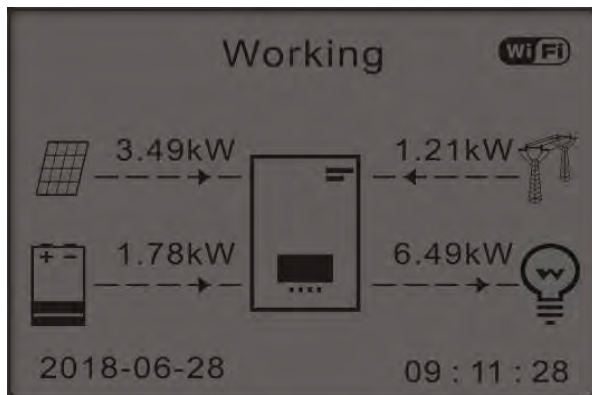 Working
WiFi
3.49kW
1.21kW
1.78kW
6.49kW
2018-06-28
09 : 11 : 28